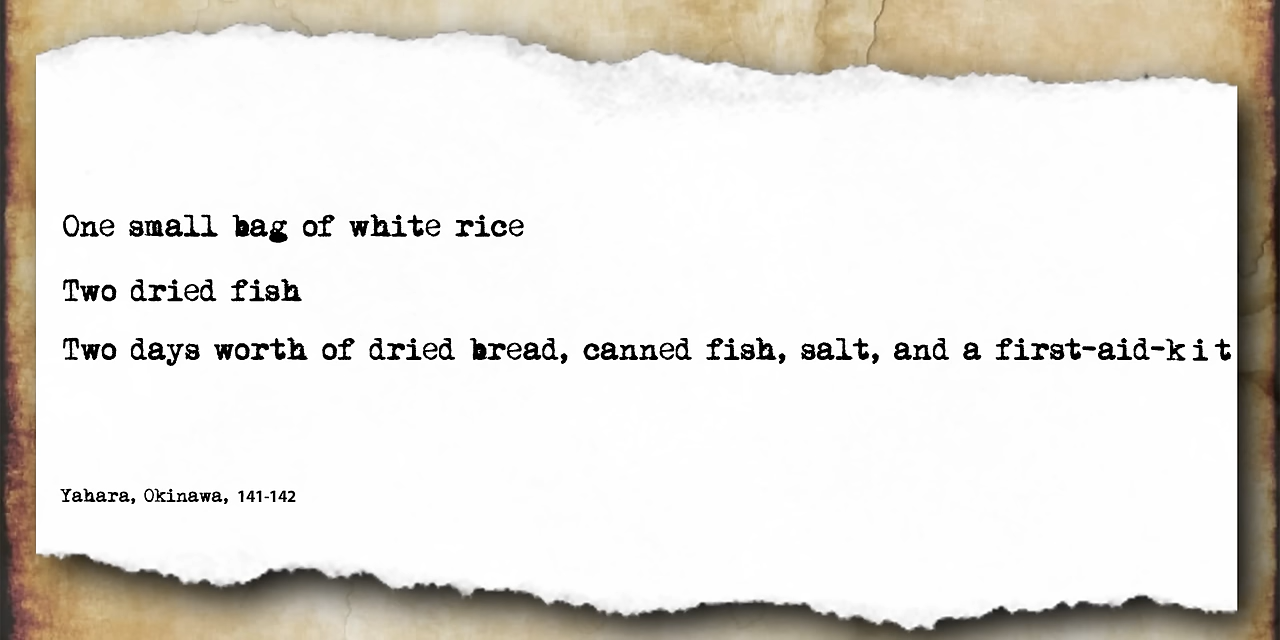 One small bag of white rice
Two dried fish
Two days worth of dried bread, canned fish, salt, and a first-aid-kit
Yahara, Okinawa, 141-142